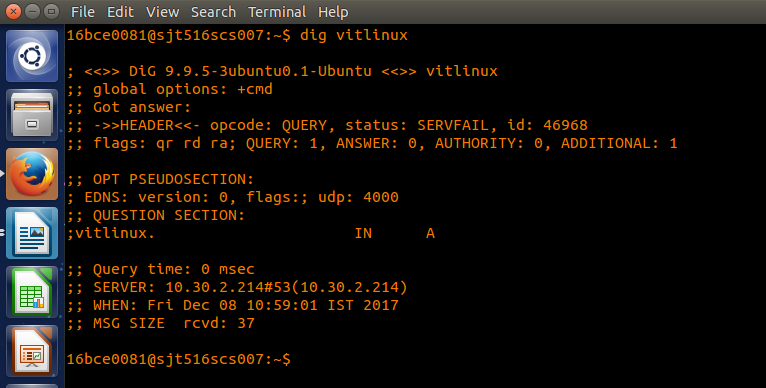 File Edit View Search Terminal Help
16bce0081@sjt516scs007:~$ dig vitlinux
; <<>> DiG 9.9.5-3ubuntu0.1-Ubuntu <<>> vitlinux
;; global options: +cmd
;; Got answer:
;; ->>HEADER<<- opcode: QUERY, status: SERVFAIL, id: 46968
;; flags: qr rd ra; QUERY: 1, ANSWER: 0, AUTHORITY: 0, ADDITIONAL: 1
;; OPT PSEUDOSECTION:
; EDNS: version: 0, flags:; udp: 4000
;; QUESTION SECTION:
;vitlinux. IN A
;; Query time: 0 msec
;; SERVER: 10.30.2.214#53(10.30.2.214)
;; WHEN: Fri Dec 08 10:59:01 IST 2017
;; MSG SIZE rcvd: 37
16bce0081@sjt516scs007:~$